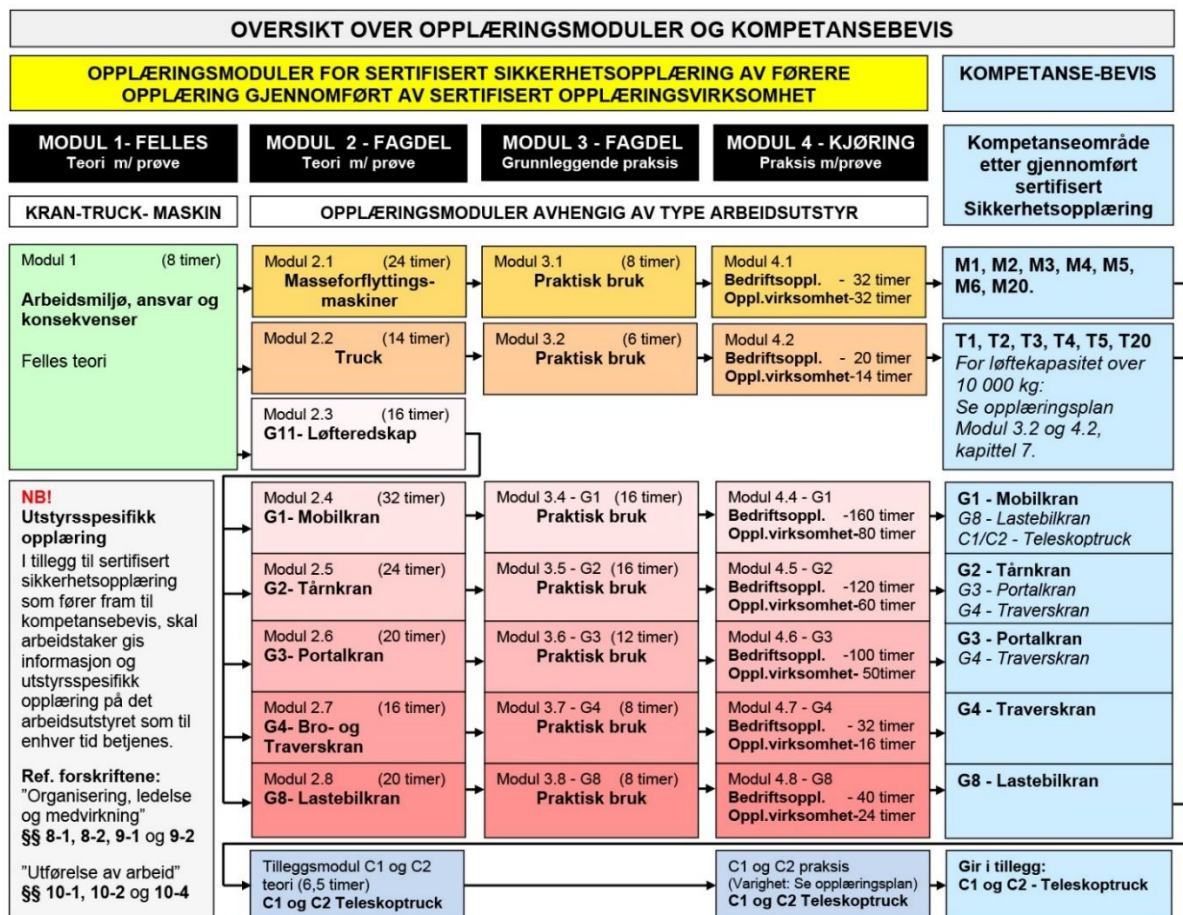 OVERSIKT OVER OPPLÆRINGSMODULER OG KOMPETANSEBEVIS
OPPLÆRINGSMODULER FOR SERTIFISERT SIKKERHETSOPPLÆRING AV FØRERE
OPPLÆRING GJENNOMFØRT AV SERTIFISERT OPPLÆRINGSVIRKSOMHET
KOMPETANSE-BEVIS
MODUL 1- FELLES
Teori m/ prøve
MODUL 2 - FAGDEL
Teori m/ prøve
MODUL 3 - FAGDEL
Grunnleggende praksis
MODUL 4 - KJØRING
Praksis m/prøve
Kompetanseområde
etter gjennomført
sertifisert
Sikkerhetsopplæring
KRAN-TRUCK- MASKIN
OPPLÆRINGSMODULER AVHENGIG AV TYPE ARBEIDSUTSTYR
Modul 1 (8 timer)
Arbeidsmiljø, ansvar og
konsekvenser
Felles teori
Modul 2.1 (24 timer)
Masseforflyttings-
maskiner
Modul 3.1 (8 timer)
Praktisk bruk
Modul 4.1
Bedriftsoppl. - 32 timer
Oppl.virksomhet-32 timer
M1, M2, M3, M4, M5,
M6, M20.
Modul 2.2 (14 timer)
Truck
Modul 3.2 (6 timer)
Praktisk bruk
Modul 4.2
Bedriftsoppl. - 20 timer
Oppl.virksomhet-14 timer
T1, T2, T3, T4, T5, T20
For løftekapasitet over
10 000 kg:
Se opplæringsplan
Modul 3.2 og 4.2,
kapittel 7.
Modul 2.3 (16 timer)
G11- Løfteredskap
NB!
Utstyrsspesifikk
opplæring
I tillegg til sertifisert
sikkerhetsopplæring
som fører fram til
kompetansebevis, skal
arbeidstaker gis
informasjon og
utstyrsspesifikk
opplæring på det
arbeidsutstyret som til
enhver tid betjenes.
Ref. forskriftene:
"Organisering, ledelse
og medvirkning"
§§ 8-1, 8-2, 9-1 og 9-2
"Utførelse av arbeid"
§§ 10-1, 10-2 og 10-4
Modul 2.4 (32 timer)
G1- Mobilkran
Modul 3.4 - G1 (16 timer)
Praktisk bruk
Modul 4.4 - G1
Bedriftsoppl. -160 timer
Oppl.virksomhet-80 timer
G1 - Mobilkran
G8 - Lastebilkran
C1/C2 - Teleskoptruck
Modul 2.5 (24 timer)
G2- Tårnkran
Modul 3.5 - G2 (16 timer)
Praktisk bruk
Modul 4.5 - G2
Bedriftsoppl. -120 timer
Oppl.virksomhet-60 timer
G2 - Tårnkran
G3 - Portalkran
G4 - Traverskran
Modul 2.6 (20 timer)
G3- Portalkran
Modul 3.6 - G3 (12 timer)
Praktisk bruk
Modul 4.6 - G3
Bedriftsoppl. -100 timer
Oppl.virksomhet- 50timer
G3 - Portalkran
G4 - Traverskran
Modul 2.7 (16 timer)
G4- Bro- og
Traverskran
Modul 3.7 - G4 (8 timer)
Praktisk bruk
Modul 4.7 - G4
Bedriftsoppl. - 32 timer
Oppl.virksomhet-16 timer
G4 - Traverskran
Modul 2.8 (20 timer)
G8- Lastebilkran
Modul 3.8 - G8 (8 timer)
Praktisk bruk
Modul 4.8 - G8
Bedriftsoppl. - 40 timer
Oppl.virksomhet-24 timer
G8 - Lastebilkran
Tilleggsmodul C1 og C2
teori (6,5 timer)
C1 og C2 Teleskoptruck
C1 og C2 praksis
(Varighet: Se opplæringsplan)
C1 og C2 Teleskoptruck
Gir i tillegg:
C1 og C2 - Teleskoptruck